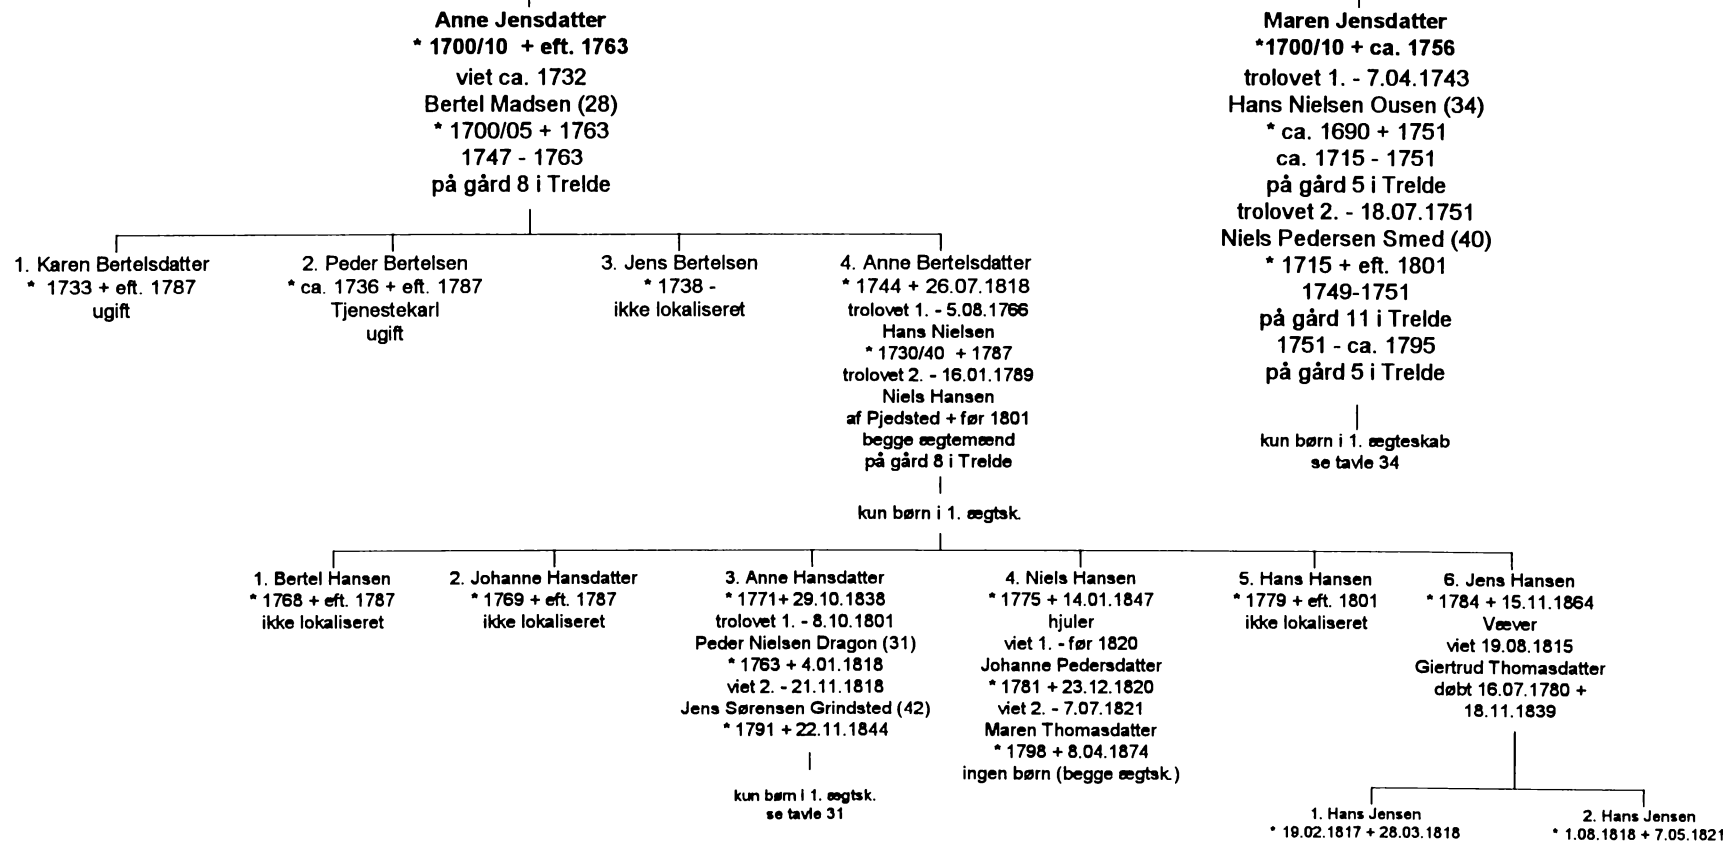 Anne Jensdatter
* 1700/10 + eft. 1763
viet ca. 1732
Bertel Madsen (28)
* 1700/05 + 1763
1747 - 1763
på gård 8 i Trelde
Maren Jensdatter
*1700/10 + ca. 1756
trolovet 1. - 7.04.1743
Hans Nielsen Ousen (34)
* ca. 1690 + 1751
ca. 1715 - 1751
på gård 5 i Trelde
trolovet 2. - 18.07.1751
Niels Pedersen Smed (40)
* 1715 + eft. 1801
1749-1751
på gård 11 i Trelde
1751 - ca. 1795
på gård 5 i Trelde
kun børn i 1. ægteskab
se tavle 34
1. Karen Bertelsdatter
* 1733 + eft. 1787
ugift
2. Peder Bertelsen
* ca. 1736 + eft. 1787
Tjenestekarl
ugift
3. Jens Bertelsen
* 1738 -
ikke lokaliseret
4. Anne Bertelsdatter
* 1744 + 26.07.1818
trolovet 1. - 5.08.1766
Hans Nielsen
* 1730/40 + 1787
trolovet 2. - 16.01.1789
Niels Hansen
af Pjedsted + før 1801
begge ægtemænd
på gård 8 i Trelde
kun børn i 1. ægtsk.
1. Bertel Hansen
* 1768 + eft. 1787
ikke lokaliseret
2. Johanne Hansdatter
* 1769 + eft. 1787
ikke lokaliseret
3. Anne Hansdatter
* 1771+ 29.10.1838
trolovet 1. - 8.10.1801
Peder Nielsen Dragon (31)
* 1763 + 4.01.1818
viet 2. - 21.11.1818
Jens Sørensen Grindsted (42)
* 1791 + 22.11.1844
kun børn i 1. ægtsk.
se tavle 31
4. Niels Hansen
* 1775 + 14.01.1847
hjuler
viet 1. - før 1820
Johanne Pedersdatter
* 1781 + 23.12.1820
viet 2. - 7.07.1821
Maren Thomasdatter
* 1798 + 8.04.1874
ingen børn (begge ægtsk.)
5. Hans Hansen
* 1779 + eft. 1801
ikke lokaliseret
6. Jens Hansen
* 1784 + 15.11.1864
Væver
viet 19.08.1815
Giertrud Thomasdatter
døbt 16.07.1780 +
18.11.1839
1. Hans Jensen
* 19.02.1817 + 28.03.1818
2. Hans Jensen
* 1.08.1818 + 7.05.1821